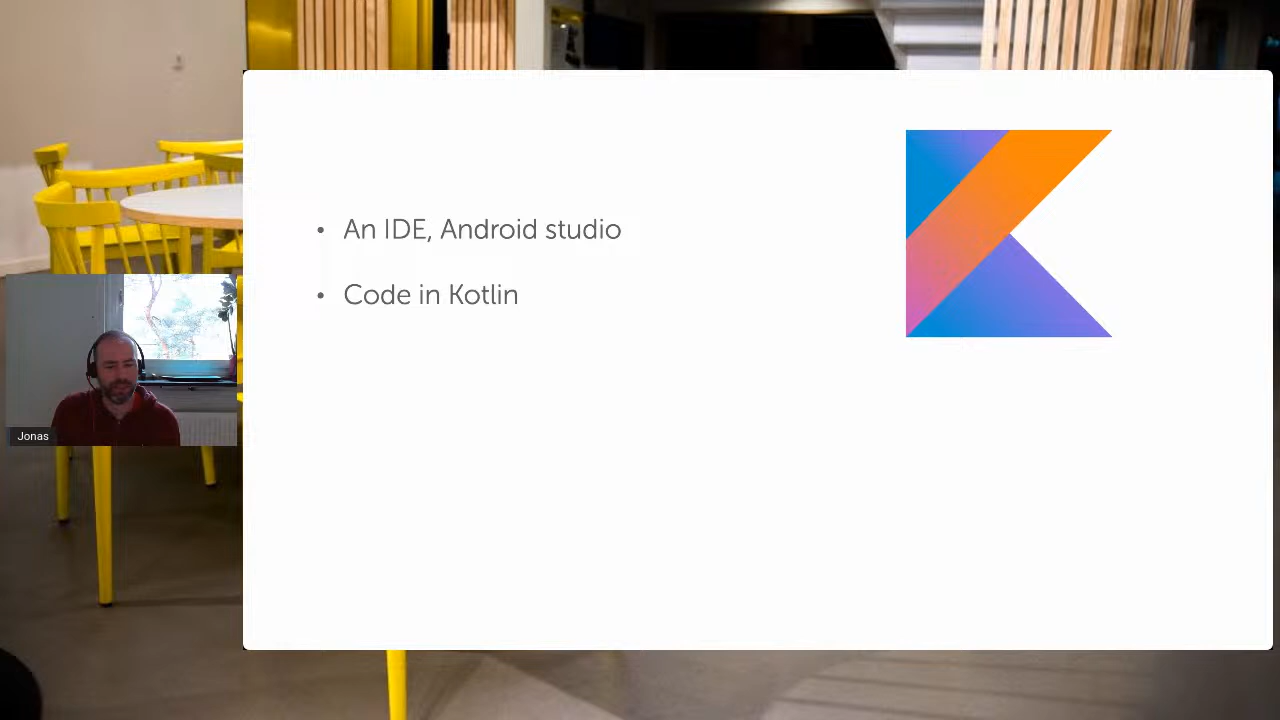 • An IDE, Android studio
• Code in Kotlin
Jonas